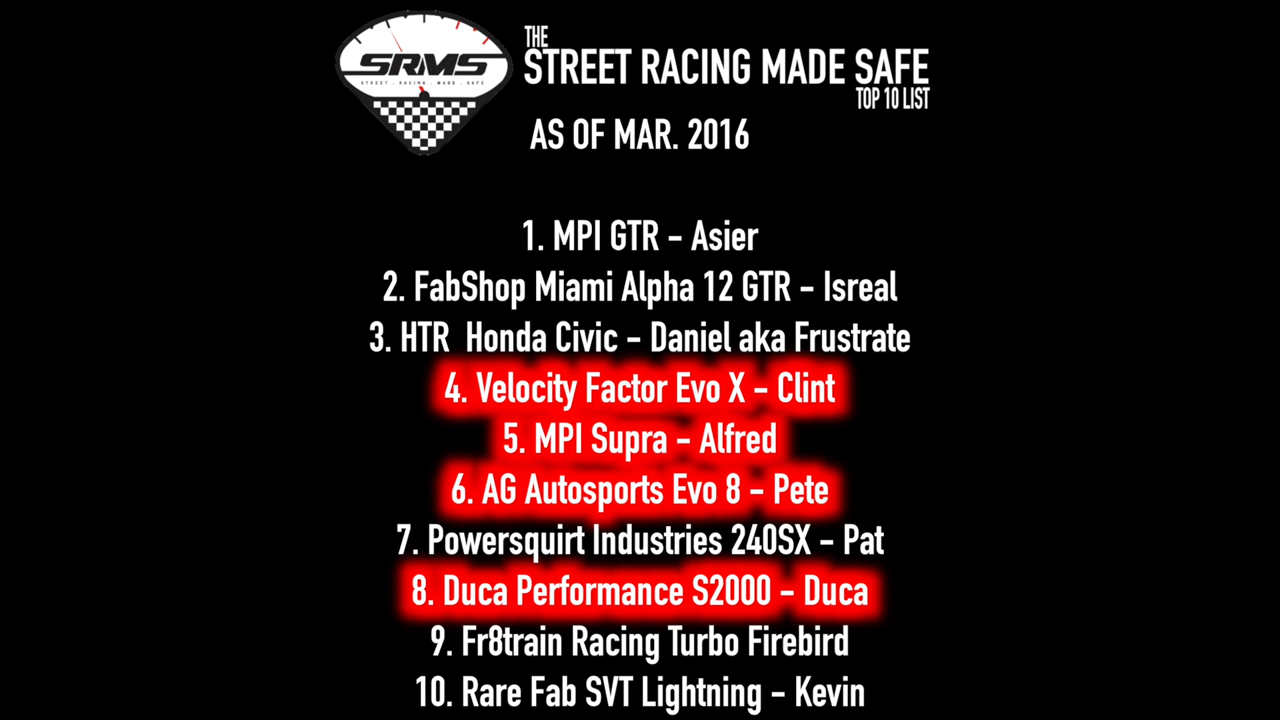 THE
STREET RACING MADE SAFE
TOP 10 LIST
SRMS
STREET . RACING . MADE . SAFE
AS OF MAR. 2016
1. MPI GTR - Asier
2. FabShop Miami Alpha 12 GTR - Isreal
3. HTR  Honda Civic - Daniel aka Frustrate
4. Velocity Factor Evo X - Clint
5. MPI Supra - Alfred
6. AG Autosports Evo 8 - Pete
7. Powersquirt Industries 240SX - Pat
8. Duca Performance S2000 - Duca
9. Fr8train Racing Turbo Firebird
10. Rare Fab SVT Lightning - Kevin